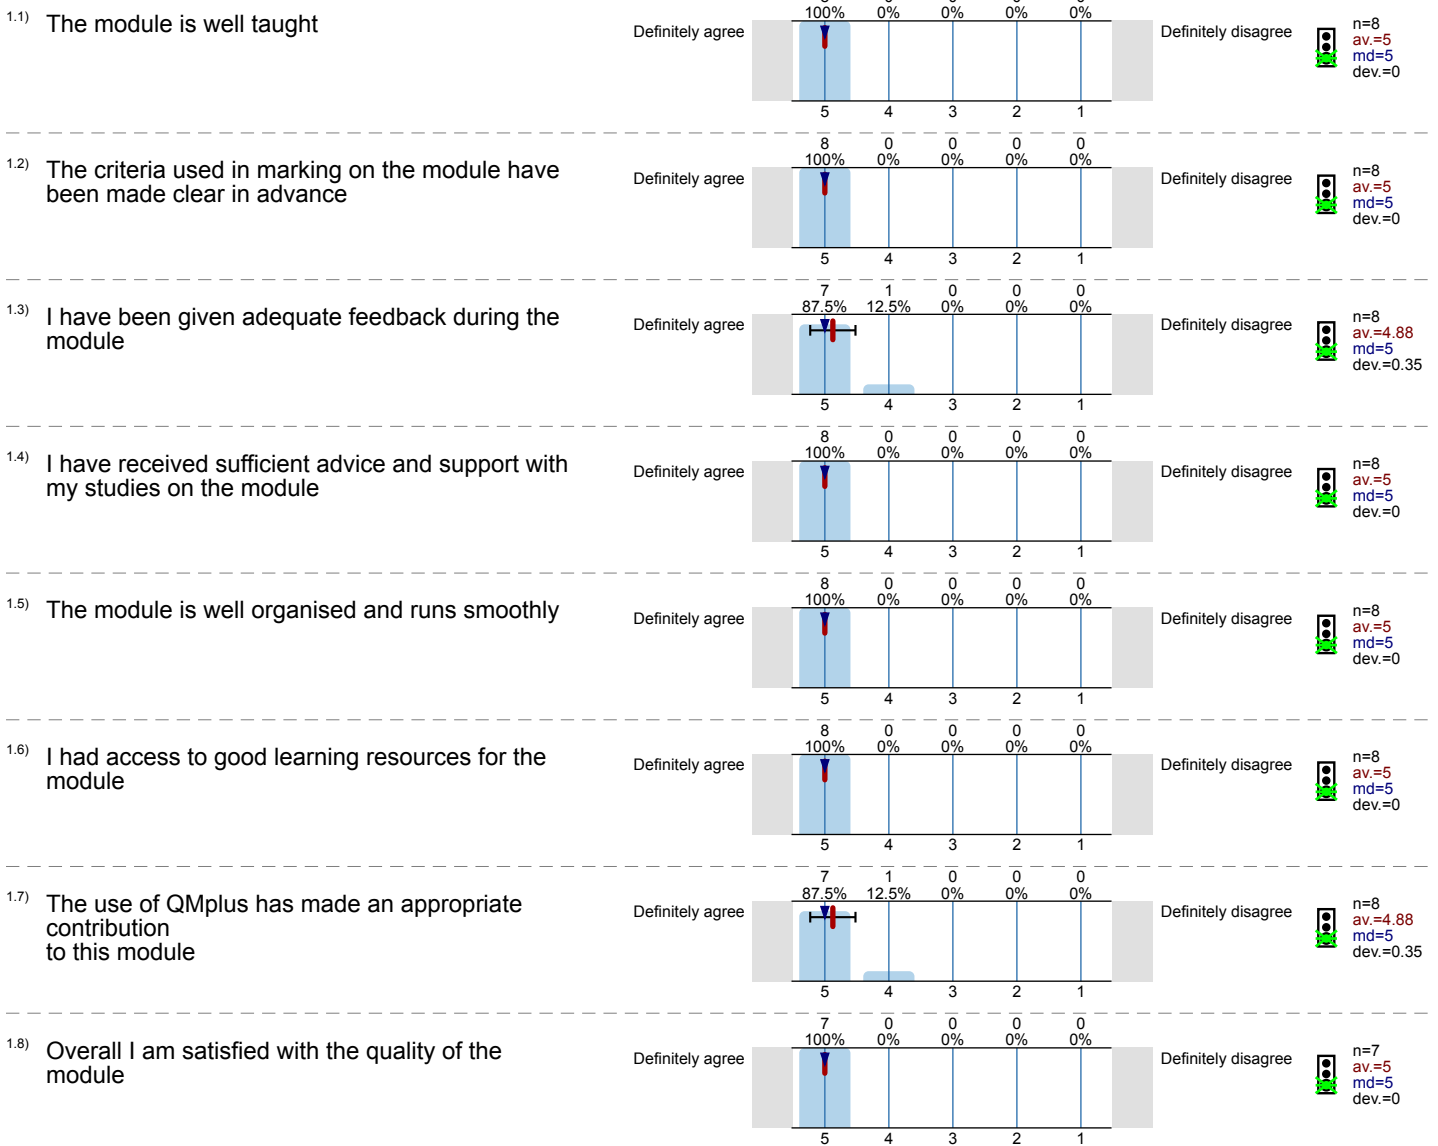 1.1) The module is well taught
Definitely agree
100% 0% 0% 0% 0%
5 4 3 2 1
Definitely disagree
n=8
av.=5
md=5
dev.=0
1.2) The criteria used in marking on the module have
been made clear in advance
Definitely agree
8 0 0 0 0
100% 0% 0% 0% 0%
5 4 3 2 1
Definitely disagree
n=8
av.=5
md=5
dev.=0
1.3) I have been given adequate feedback during the
module
Definitely agree
7 1 0 0 0
87.5% 12.5% 0% 0% 0%
5 4 3 2 1
Definitely disagree
n=8
av.=4.88
md=5
dev.=0.35
1.4) I have received sufficient advice and support with
my studies on the module
Definitely agree
8 0 0 0 0
100% 0% 0% 0% 0%
5 4 3 2 1
Definitely disagree
n=8
av.=5
md=5
dev.=0
1.5) The module is well organised and runs smoothly
Definitely agree
8 0 0 0 0
100% 0% 0% 0% 0%
5 4 3 2 1
Definitely disagree
n=8
av.=5
md=5
dev.=0
1.6) I had access to good learning resources for the
module
Definitely agree
8 0 0 0 0
100% 0% 0% 0% 0%
5 4 3 2 1
Definitely disagree
n=8
av.=5
md=5
dev.=0
1.7) The use of QMplus has made an appropriate
contribution
to this module
Definitely agree
7 1 0 0 0
87.5% 12.5% 0% 0% 0%
5 4 3 2 1
Definitely disagree
n=8
av.=4.88
md=5
dev.=0.35
1.8) Overall I am satisfied with the quality of the
module
Definitely agree
7 0 0 0 0
100% 0% 0% 0% 0%
5 4 3 2 1
Definitely disagree
n=7
av.=5
md=5
dev.=0